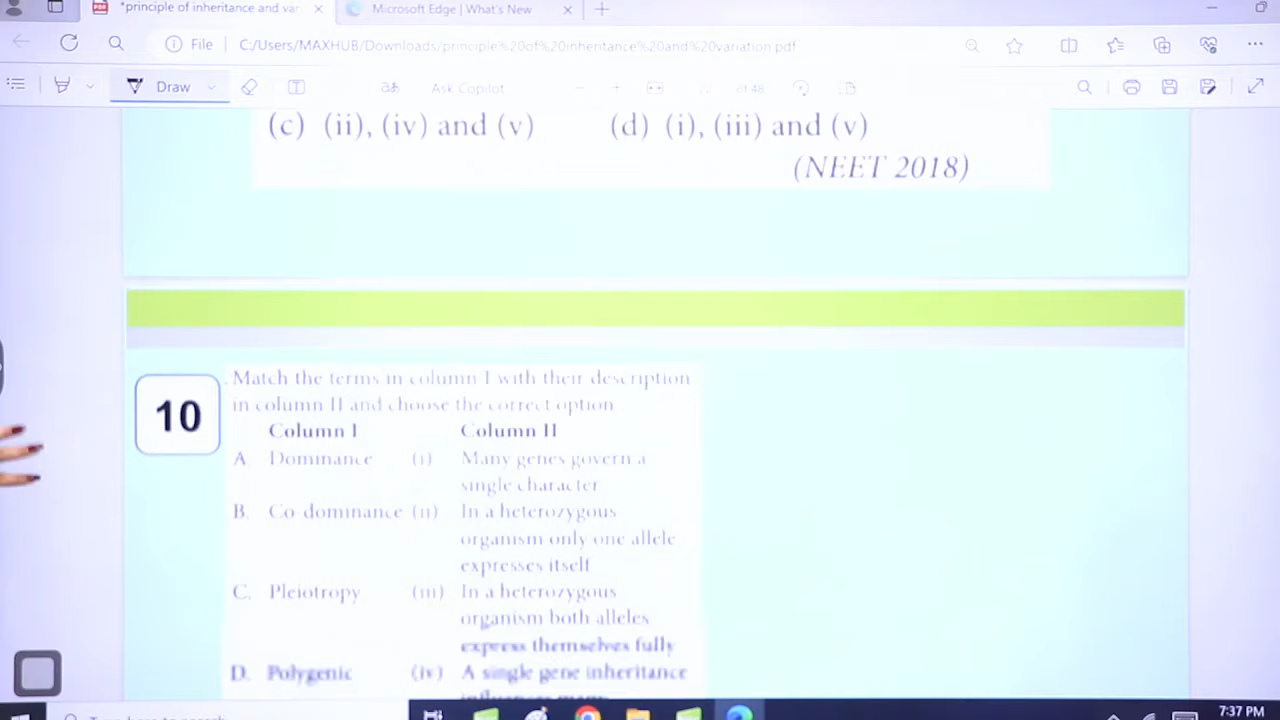 *principle of inheritance and var
Microsoft Edge | What's New
File
C:/Users/MAXHUB/Downloads/principle%20of%20inheritance%20and%20variation.pdf
Draw
Ask Copilot
of 48
(c) (ii), (iv) and (v) (d) (i), (iii) and (v)
(NEET 2018)
10
Match the terms in column I with their description
in column II and choose the correct option.
Column I Column II
A Dominance (i) Many genes govern a
single character
B. Co dominance (ii) In a heterozygous
organism only one allele
expresses itself
C. Pleiotropy (iii) In a heterozygous
organism both alleles
express themselves fully
D. Polygenic (iv) A single gene inheritance
influences many
7:37 PM